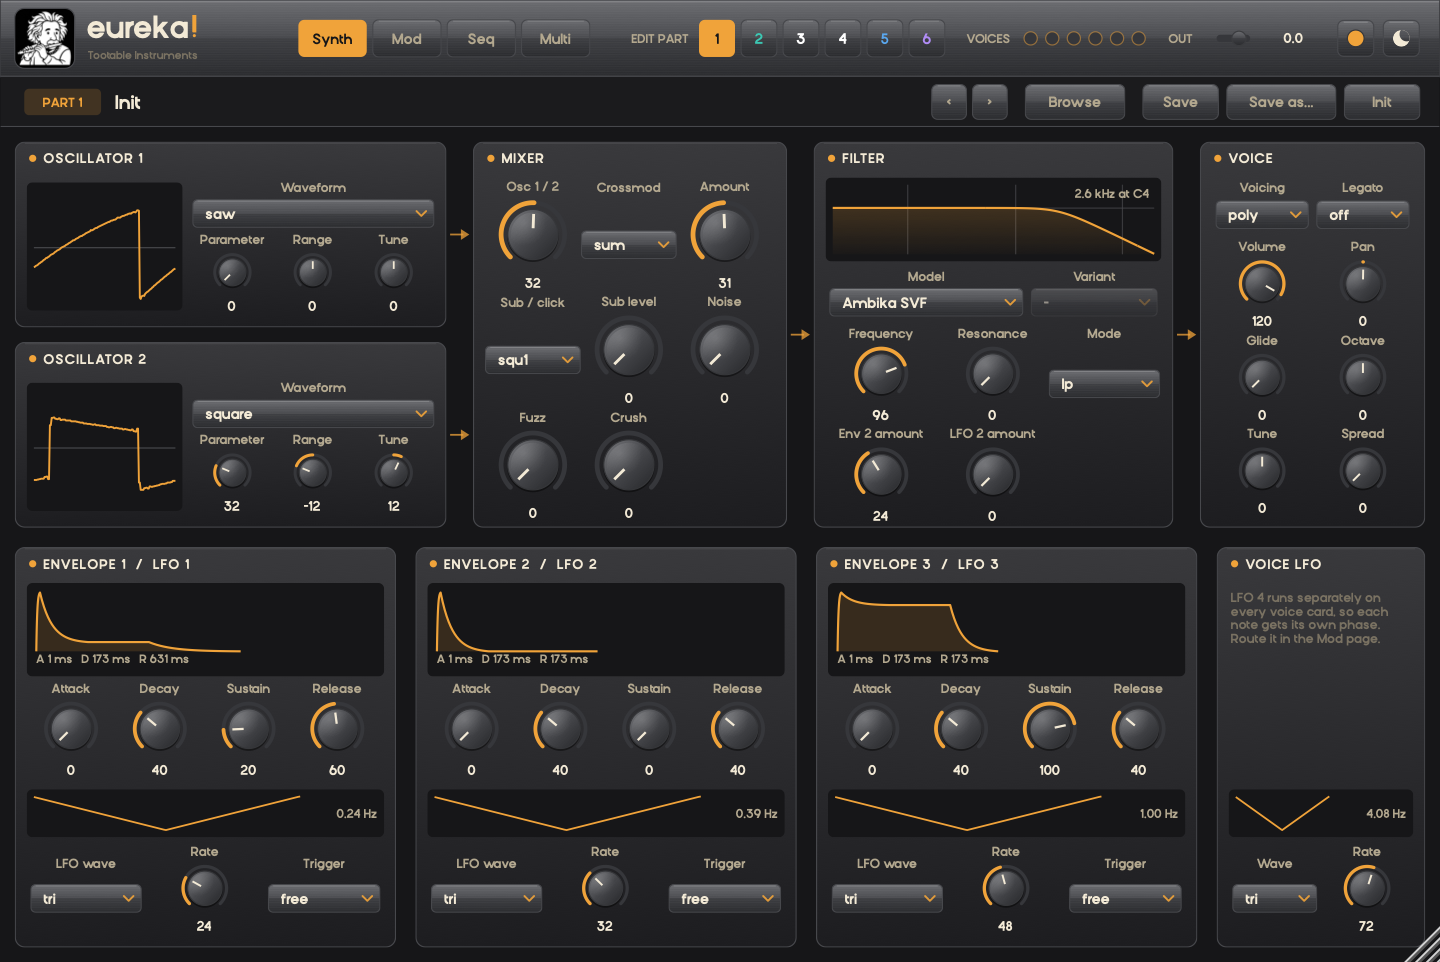 eureka!
Tootable Instruments
Synth Mod Seq Multi EDIT PART 1 2 3 4 5 6 VOICES OUT 0.0
PART 1 Init ‹ › Browse Save Save as... Init
OSCILLATOR 1
Waveform
saw
Parameter Range Tune
0 0 0
OSCILLATOR 2
Waveform
square
Parameter Range Tune
32 -12 12
MIXER
Osc 1 / 2 Crossmod Amount
sum
32 31
Sub / click Sub level Noise
squ1
0 0
Fuzz Crush
0 0
FILTER
2.6 kHz at C4
Model Variant
Ambika SVF -
Frequency Resonance Mode
lp
96 0
Env 2 amount LFO 2 amount
24 0
VOICE
Voicing Legato
poly off
Volume Pan
120 0
Glide Octave
0 0
Tune Spread
0 0
ENVELOPE 1 / LFO 1
A 1 ms D 173 ms R 631 ms
Attack Decay Sustain Release
0 40 20 60
0.24 Hz
LFO wave Rate Trigger
tri free
24
ENVELOPE 2 / LFO 2
A 1 ms D 173 ms R 173 ms
Attack Decay Sustain Release
0 40 0 40
0.39 Hz
LFO wave Rate Trigger
tri free
32
ENVELOPE 3 / LFO 3
A 1 ms D 173 ms R 173 ms
Attack Decay Sustain Release
0 40 100 40
1.00 Hz
LFO wave Rate Trigger
tri free
48
VOICE LFO
LFO 4 runs separately on
every voice card, so each
note gets its own phase.
Route it in the Mod page.
4.08 Hz
Wave Rate
tri
72